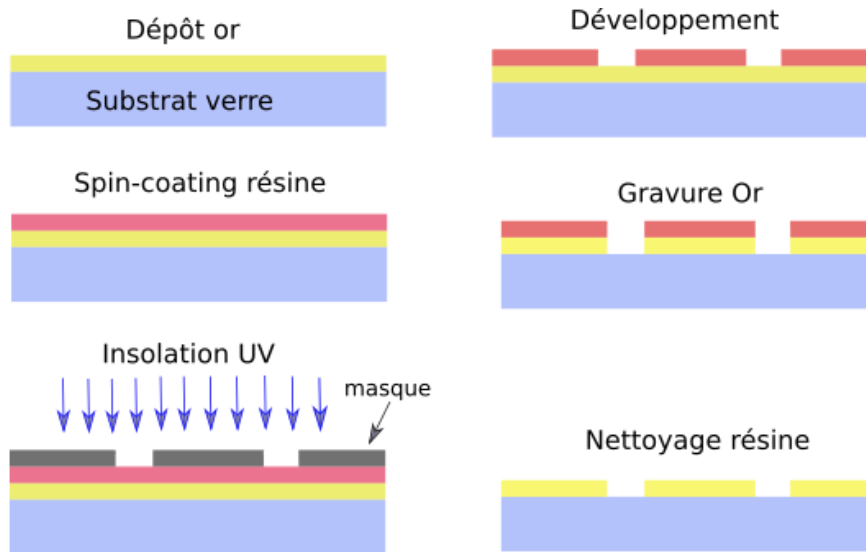 Dépôt or
Substrat verre
Spin-coating résine
Insolation UV
masque
Développement
Gravure Or
Nettoyage résine